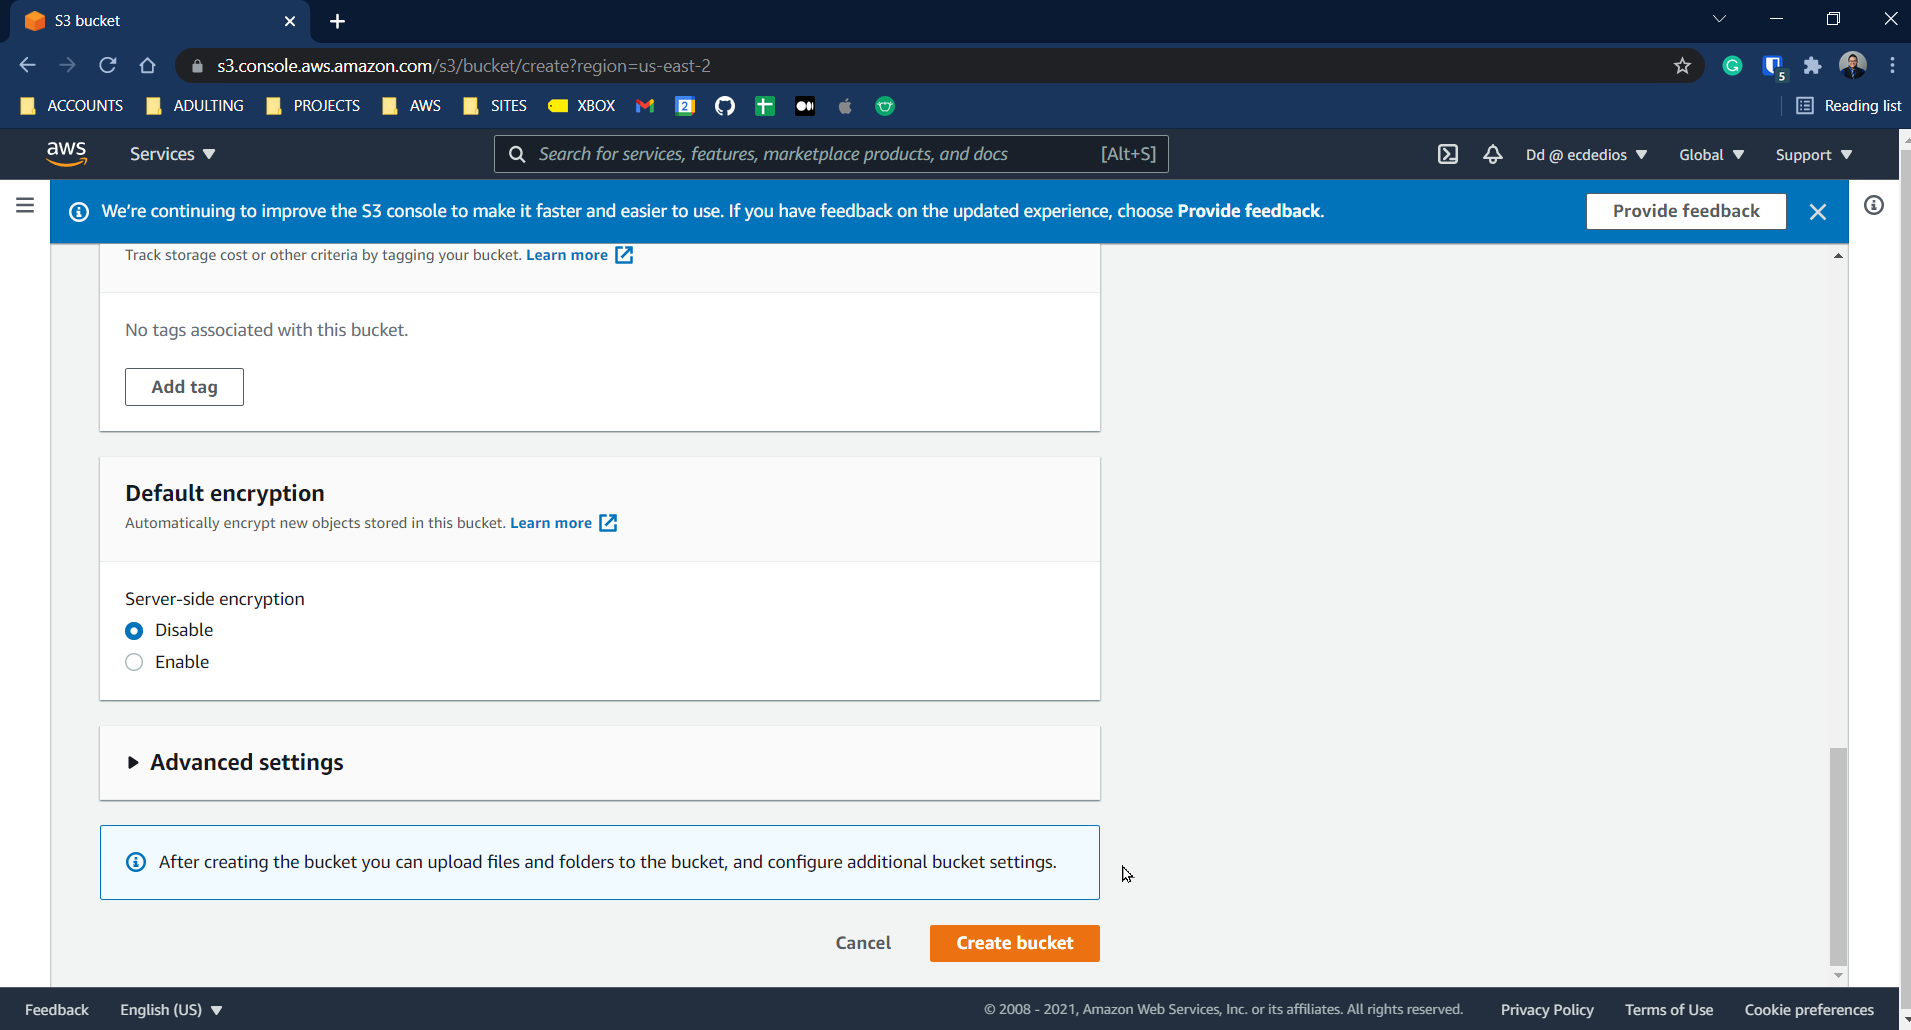 S3 bucket
s3.console.aws.amazon.com/s3/bucket/create?region=us-east-2
5
ACCOUNTS ADULTING PROJECTS AWS SITES XBOX 2 Reading list
aws Services Search for services, features, marketplace products, and docs [Alt+S] Dd @ ecdedios Global Support
We're continuing to improve the S3 console to make it faster and easier to use. If you have feedback on the updated experience, choose Provide feedback. Provide feedback
Track storage cost or other criteria by tagging your bucket. Learn more
No tags associated with this bucket.
Add tag
Default encryption
Automatically encrypt new objects stored in this bucket. Learn more
Server-side encryption
Disable
Enable
Advanced settings
After creating the bucket you can upload files and folders to the bucket, and configure additional bucket settings.
Cancel Create bucket
Feedback English (US) © 2008 - 2021, Amazon Web Services, Inc. or its affiliates. All rights reserved. Privacy Policy Terms of Use Cookie preferences